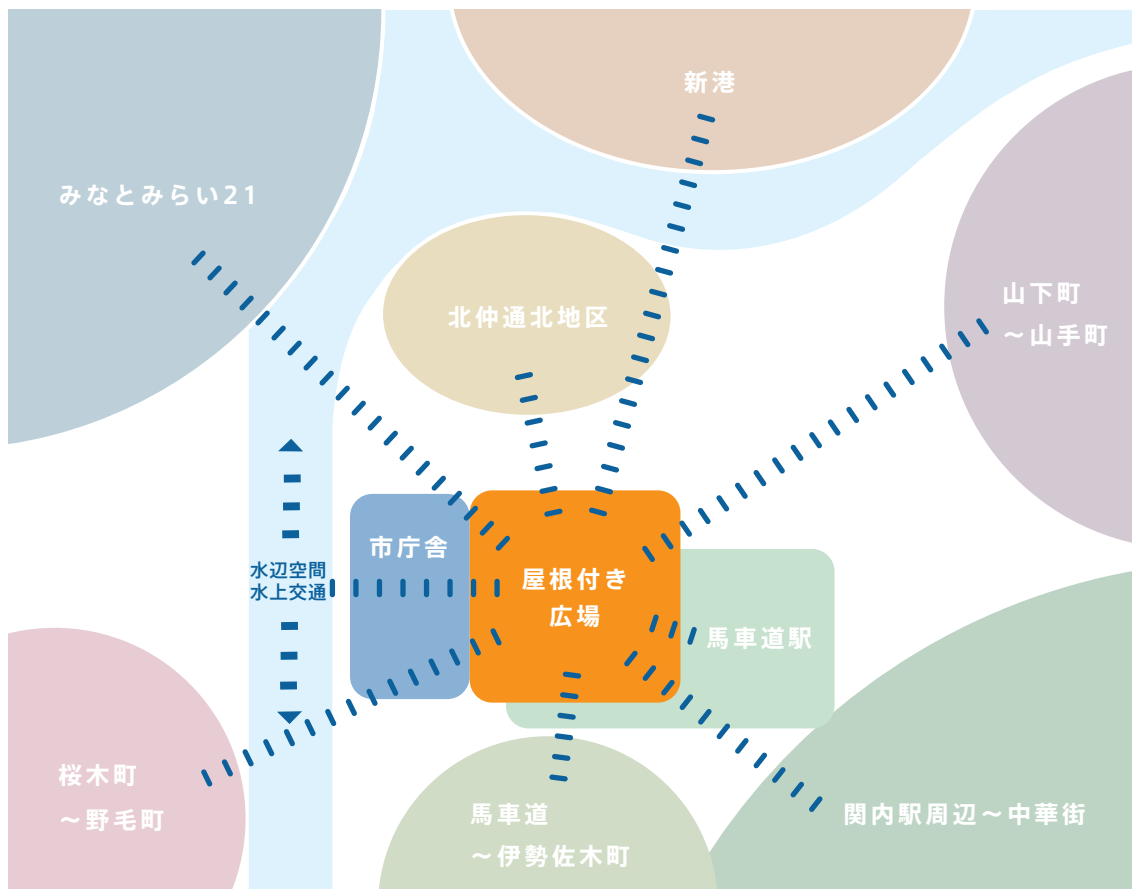 新港
みなとみらい21
山下町
～山手町
北仲通北地区
市庁舎
水辺空間
水上交通
屋根付き
広場
馬車道駅
桜木町
～野毛町
馬車道
～伊勢佐木町
関内駅周辺～中華街